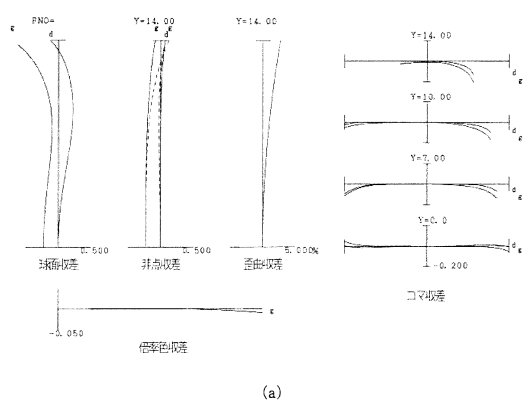 FNO=
g
d
0.500
球面収差
Y=14.00
g g
d
0.500
非点収差
Y=14.00
5.000%
歪曲収差
-0.050
g
倍率色収差
Y=14.00
d
g
Y=10.00
d
g
Y=7.00
d
g
Y=0.0
d
g
-0.200
コマ収差
(a)